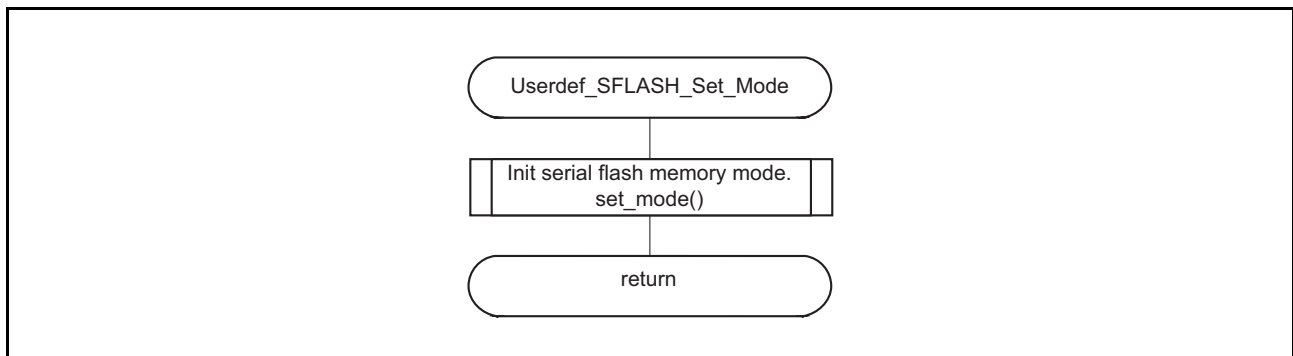 Userdef_SFLASH_Set_Mode
Init serial flash memory mode.
set_mode()
return